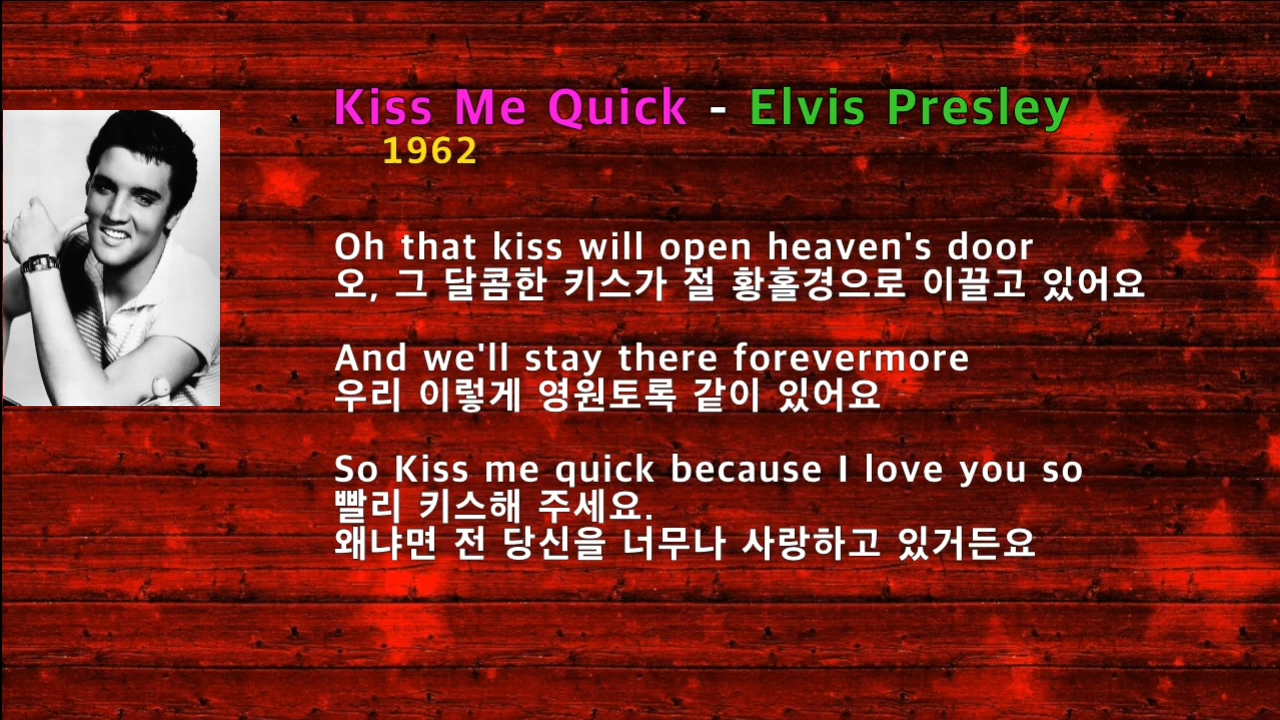 Kiss Me Quick - Elvis Presley
1962
Oh that kiss will open heaven's door
오, 그 달콤한 키스가 절 황홀경으로 이끌고 있어요
And we'll stay there forevermore
우리 이렇게 영원토록 같이 있어요
So Kiss me quick because I love you so
빨리 키스해 주세요.
왜냐면 전 당신을 너무나 사랑하고 있거든요